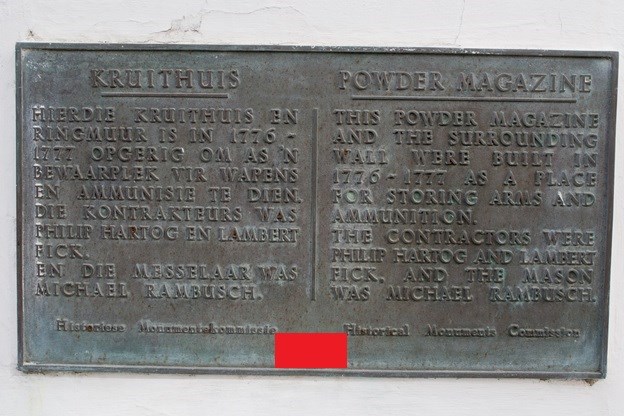 KRUITHUIS
HIERDIE KRUITHUIS EN
RINGMUUR IS IN 1776 -
1777 OPGERIG OM AS 'N
BEWAARPLEK VIR WAPENS
EN AMMUNISIE TE DIEN.
DIE KONTRAKTEURS WAS
PHILIP HARTOG EN LAMBERT
FICK.
EN DIE MESSELAAR WAS
MICHAEL RAMBUSCH.
Historiese Monumentekommissie
POWDER MAGAZINE
THIS POWDER MAGAZINE
AND THE SURROUNDING
WALL WERE BUILT IN
1776-1777 AS A PLACE
FOR STORING ARMS AND
AMMUNITION.
THE CONTRACTORS WERE
PHILIP HARTOG AND LAMBERT
FICK, AND THE MASON
WAS MICHAEL RAMBUSCH.
Historical Monuments Commission